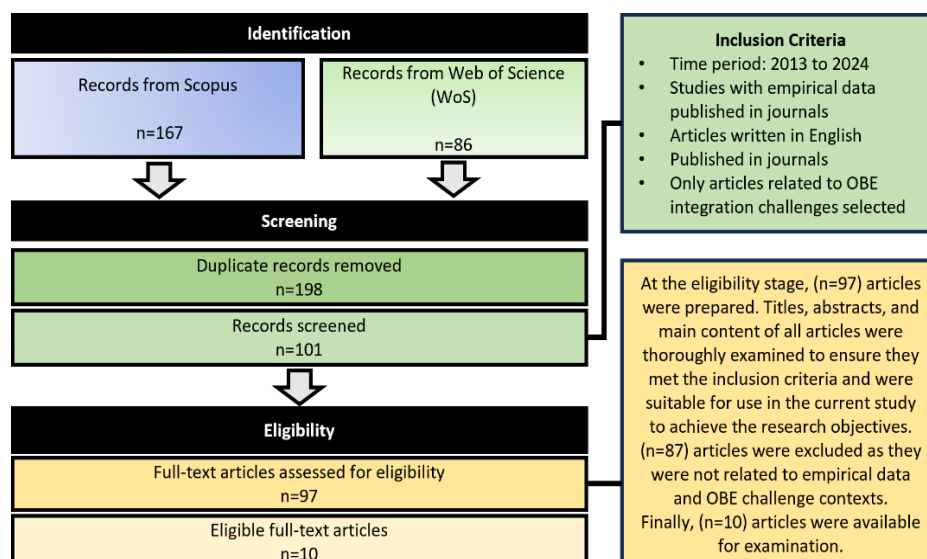 Identification
Records from Scopus
n=167
Records from Web of Science
(WoS)
n=86
Screening
Duplicate records removed
n=198
Records screened
n=101
Eligibility
Full-text articles assessed for eligibility
n=97
Eligible full-text articles
n=10
Inclusion Criteria
• Time period: 2013 to 2024
• Studies with empirical data
published in journals
• Articles written in English
• Published in journals
• Only articles related to OBE
integration challenges selected
At the eligibility stage, (n=97) articles
were prepared. Titles, abstracts, and
main content of all articles were
thoroughly examined to ensure they
met the inclusion criteria and were
suitable for use in the current study
to achieve the research objectives.
(n=87) articles were excluded as they
were not related to empirical data
and OBE challenge contexts.
Finally, (n=10) articles were available
for examination.